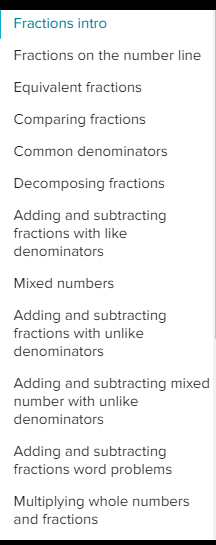 Fractions intro
Fractions on the number line
Equivalent fractions
Comparing fractions
Common denominators
Decomposing fractions
Adding and subtracting
fractions with like
denominators
Mixed numbers
Adding and subtracting
fractions with unlike
denominators
Adding and subtracting mixed
number with unlike
denominators
Adding and subtracting
fractions word problems
Multiplying whole numbers
and fractions